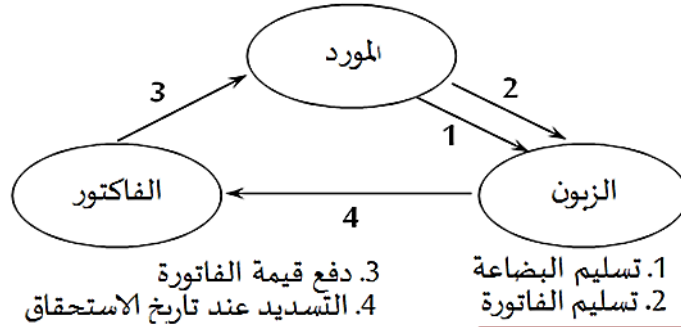 المورد
3
2
1
الفاكتور
الزبون
4
1. تسليم البضاعة
2. تسليم الفاتورة
3. دفع قيمة الفاتورة
4. التسديد عند تاريخ الاستحقاق